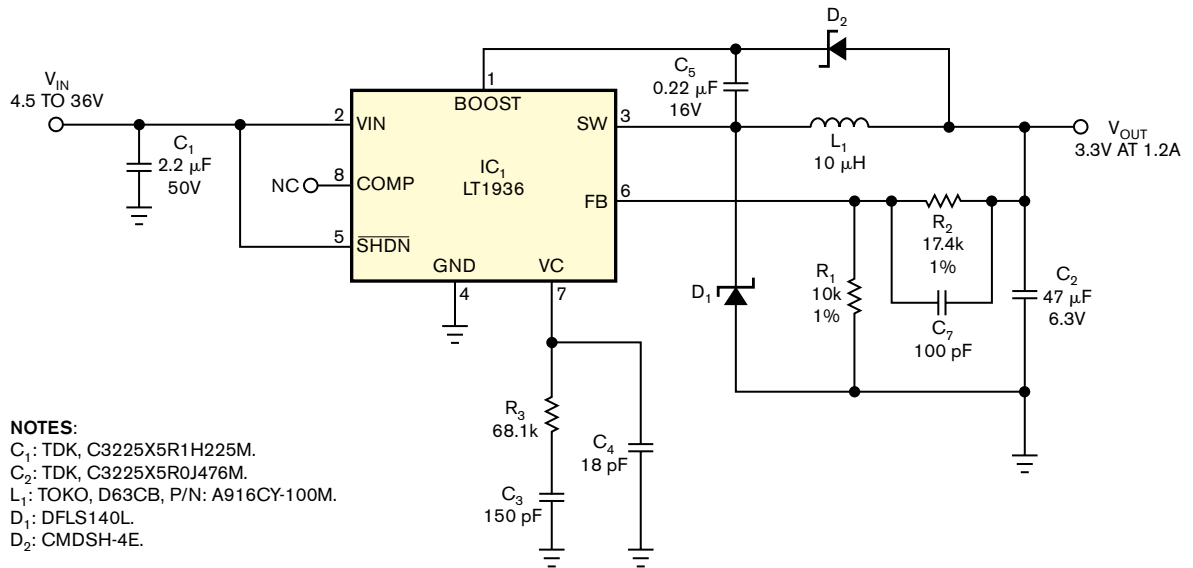 D2
1
C5
0.22 µF
16V
VIN
4.5 TO 36V
BOOST
2
VIN
SW
3
VOUT
3.3V AT 1.2A
C1
2.2 µF
50V
L1
10 µH
IC1
LT1936
NC
8
COMP
FB
6
R2
17.4k
1%
5
SHDN
GND
VC
4
7
D1
R1
10k
1%
C2
47 µF
6.3V
C7
100 pF
R3
68.1k
C4
18 pF
C3
150 pF
NOTES:
C1: TDK, C3225X5R1H225M.
C2: TDK, C3225X5R0J476M.
L1: TOKO, D63CB, P/N: A916CY-100M.
D1: DFLS140L.
D2: CMDSH-4E.